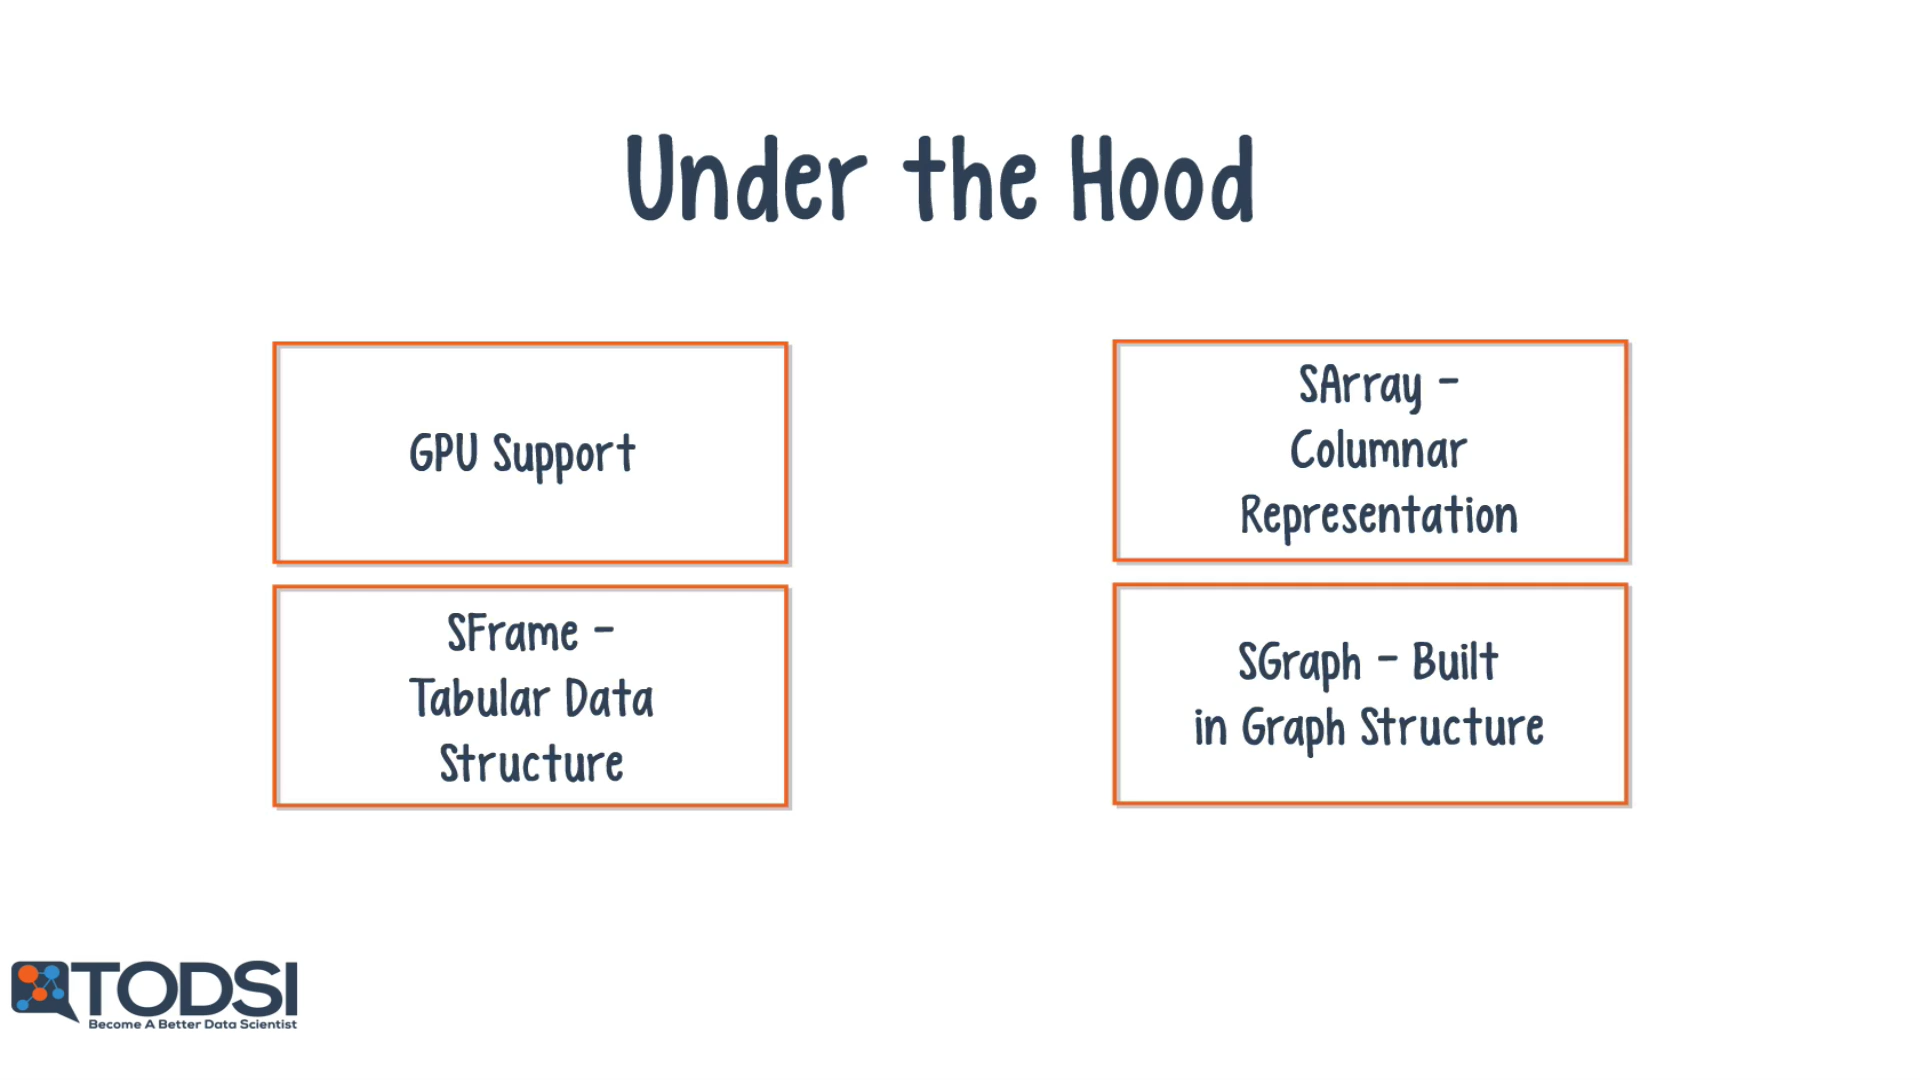 Under the Hood
GPU Support
SArray -
Columnar
Representation
SFrame -
Tabular Data
Structure
SGraph - Built
in Graph Structure
TODSI
Become A Better Data Scientist